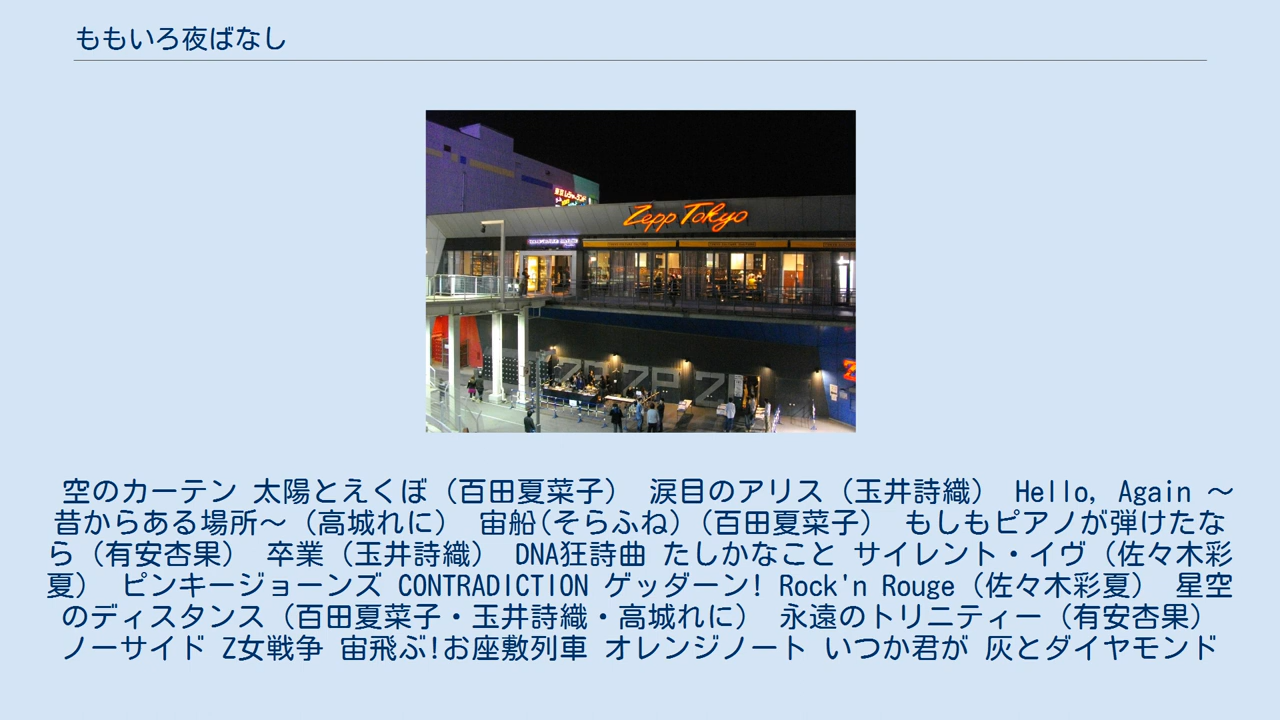 ももいろ夜ばなし
Zepp Tokyo
空のカーテン 太陽とえくぼ（百田夏菜子） 涙目のアリス（玉井詩織） Hello, Again ～
昔からある場所～（高城れに） 宙船(そらふね)（百田夏菜子） もしもピアノが弾けたな
ら（有安杏果） 卒業（玉井詩織） DNA狂詩曲 たしかなこと サイレント・イヴ（佐々木彩
夏） ピンキージョーンズ CONTRADICTION ゲッダーン! Rock'n Rouge（佐々木彩夏） 星空
のディスタンス（百田夏菜子・玉井詩織・高城れに） 永遠のトリニティー（有安杏果）
ノーサイド Z女戦争 宙飛ぶ!お座敷列車 オレンジノート いつか君が 灰とダイヤモンド